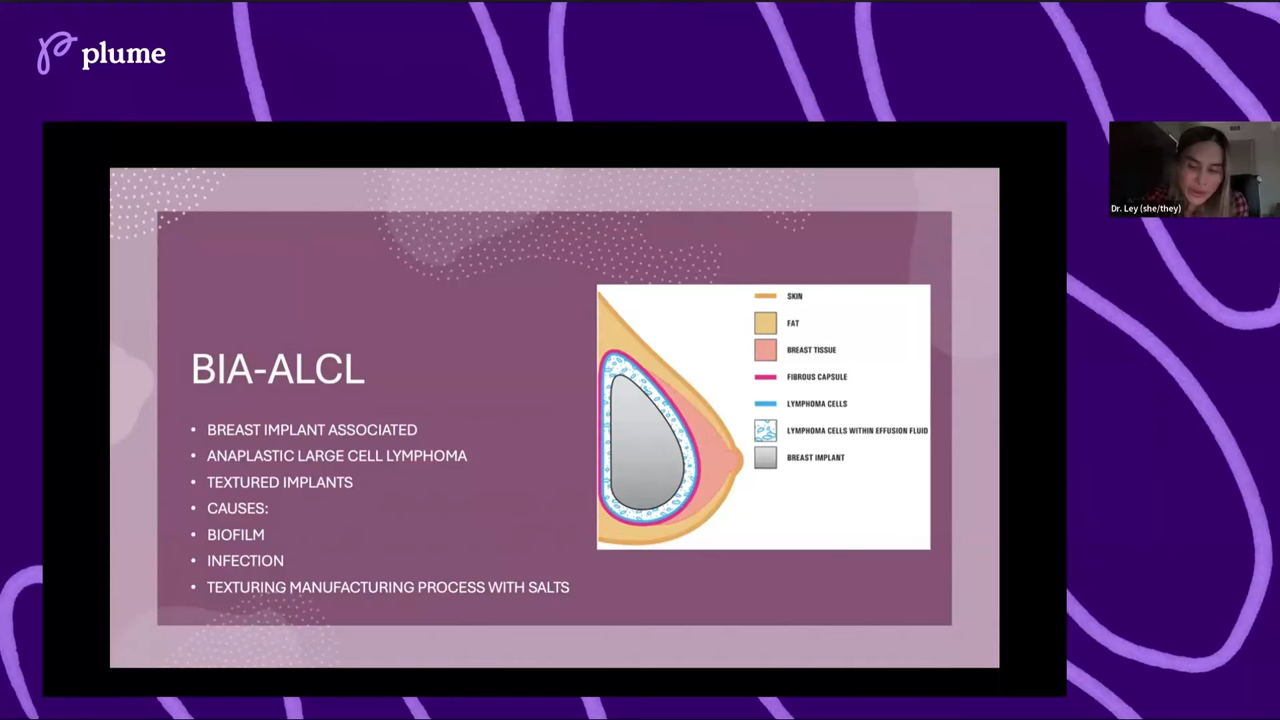 plume
Dr. Ley (she/they)
BIA-ALCL
• BREAST IMPLANT ASSOCIATED
• ANAPLASTIC LARGE CELL LYMPHOMA
• TEXTURED IMPLANTS
• CAUSES:
• BIOFILM
• INFECTION
• TEXTURING MANUFACTURING PROCESS WITH SALTS
SKIN
FAT
BREAST TISSUE
FIBROUS CAPSULE
LYMPHOMA CELLS
LYMPHOMA CELLS WITHIN EFFUSION FLUID
BREAST IMPLANT